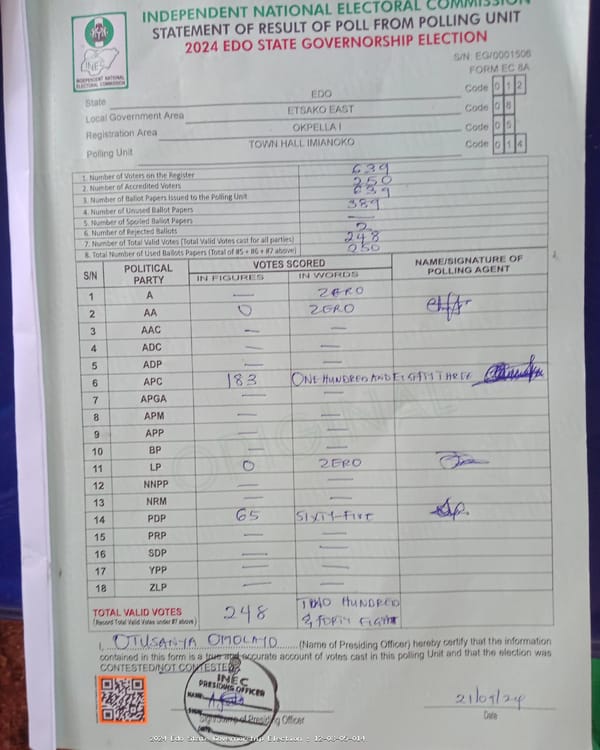 INDEPENDENT NATIONAL ELECTORAL COMMISSION
STATEMENT OF RESULT OF POLL FROM POLLING UNIT
2024 EDO STATE GOVERNORSHIP ELECTION
INEC
INDEPENDENT NATIONAL ELECTORAL COMMISSION
S/N: EG/0001506
FORM EC 8A
State EDO Code 0 1 2
Local Government Area ETSAKO EAST Code 0 8
Registration Area OKPELLA I Code 0 5
Polling Unit TOWN HALL IMIANOKO Code 0 1 4
1. Number of Voters on the Register 639
2. Number of Accredited Voters 250
3. Number of Ballot Papers Issued to the Polling Unit 639
4. Number of Unused Ballot Papers 389
5. Number of Spoiled Ballot Papers —
6. Number of Rejected Ballots 2
7. Number of Total Valid Votes (Total Valid Votes cast for all parties) 248
8. Total Number of Used Ballots Papers (Total of #5 + #6 + #7 above) 250
S/N POLITICAL PARTY VOTES SCORED NAME/SIGNATURE OF POLLING AGENT
IN FIGURES IN WORDS
1 A — ZERO
2 AA 0 ZERO
3 AAC — —
4 ADC — —
5 ADP — —
6 APC 183 ONE HUNDRED AND EIGHTY THREE
7 APGA — —
8 APM — —
9 APP — —
10 BP — —
11 LP 0 ZERO
12 NNPP — —
13 NRM — —
14 PDP 65 SIXTY-FIVE
15 PRP — —
16 SDP — —
17 YPP — —
18 ZLP — —
ORIGINAL
TOTAL VALID VOTES 248 TWO HUNDRED
(Record Total Valid Votes under #7 above) & FORTY EIGHT
I, OTUSANYA OMOLAYO (Name of Presiding Officer) hereby certify that the information
contained in this form is a true and accurate account of votes cast in this polling Unit and that the election was
CONTESTED/NOT CONTESTED
INEC
PRESIDING OFFICER
NAME
SIGN
DATE
Signature of Presiding Officer
21/09/24
Date
2024 Edo State Governorship Election : 12-08-05-014